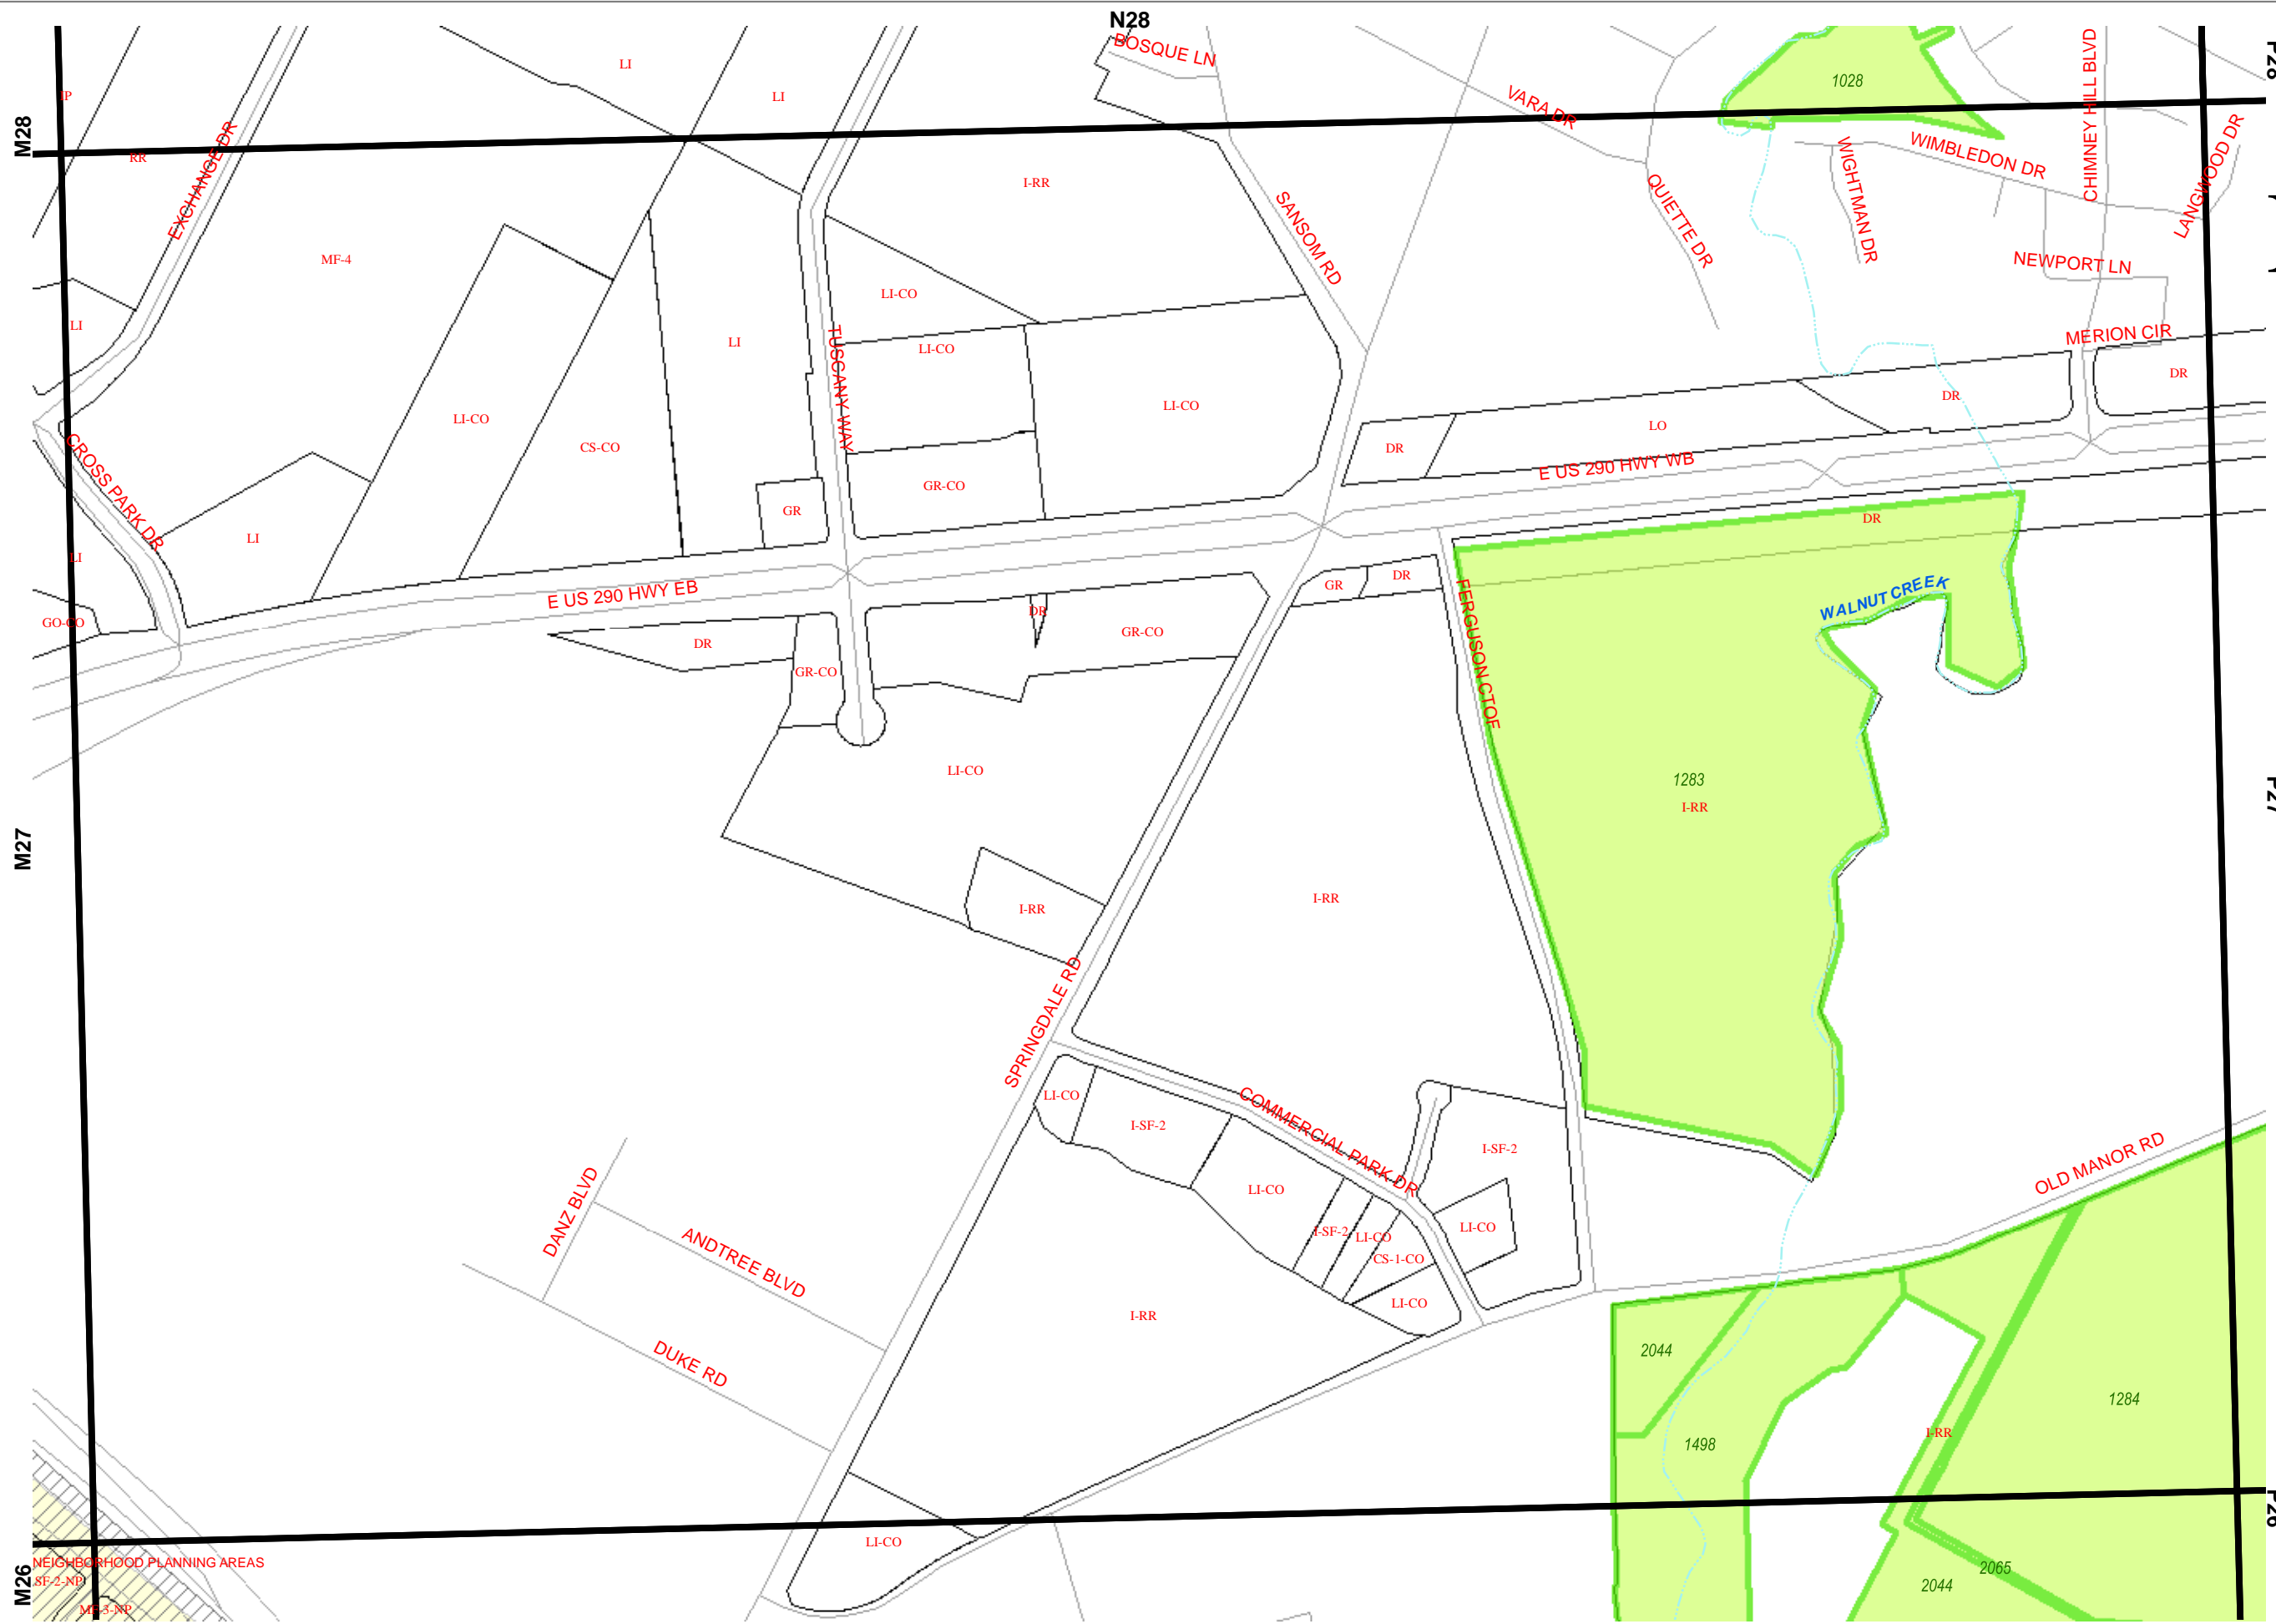 N28
BOSQUE LN
LI
LI
1028
CHIMNEY HILL BLVD
P28
IP
VARA DR
M28
RR
EXCHANGE DR
WIMBLEDON DR
WIGHTMAN DR
LANGWOOD DR
I-RR
SANSOM RD
QUIETTE DR
MF-4
NEWPORT LN
LI-CO
LI
LI
TUSCANY WAY
LI-CO
MERION CIR
DR
LI-CO
LI-CO
DR
LO
CS-CO
DR
E US 290 HWY WB
CROSS PARK DR
GR-CO
GR
DR
LI
LI
E US 290 HWY EB
GR
DR
WALNUT CREEK
GO-CO
DR
DR
GR-CO
FERGUSON CTOF
GR-CO
LI-CO
1283
I-RR
P27
M27
I-RR
I-RR
SPRINGDALE RD
LI-CO
I-SF-2
COMMERCIAL PARK DR
I-SF-2
OLD MANOR RD
LI-CO
DANZ BLVD
I-SF-2
LI-CO
LI-CO
ANDTREE BLVD
CS-1-CO
LI-CO
I-RR
DUKE RD
2044
1284
1498
I-RR
P26
LI-CO
M26
NEIGHBORHOOD PLANNING AREAS
SF-2-NP
2065
2044
MF-3-NP